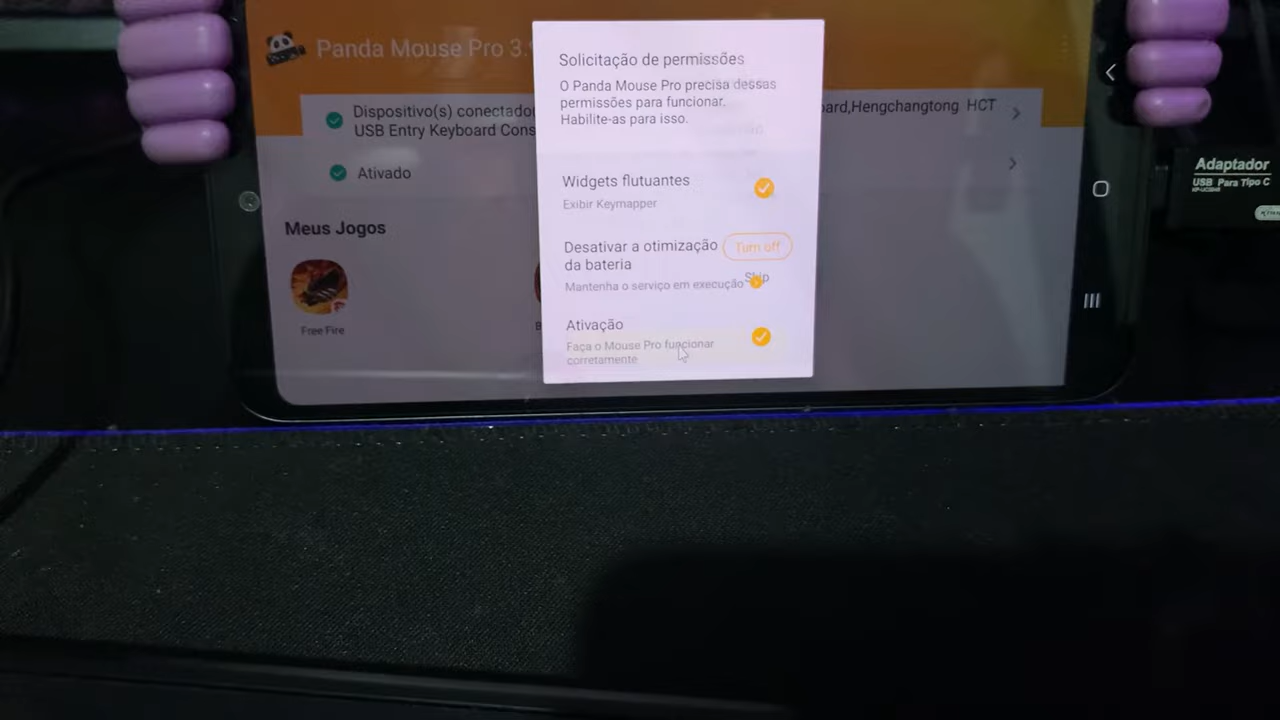 Panda Mouse Pro 3.
Solicitação de permissões
O Panda Mouse Pro precisa dessas
permissões para funcionar.
Habilite-as para isso.
Dispositivo(s) conectado
USB Entry Keyboard Cons
Hengchangtong HCT
Ativado
Widgets flutuantes
Exibir Keymapper
Meus Jogos
Desativar a otimização
da bateria
Turn off
Mantenha o serviço em execução
Skip
Free Fire
Ativação
Faça o Mouse Pro funcionar
corretamente
Adaptador
USB Para Tipo C